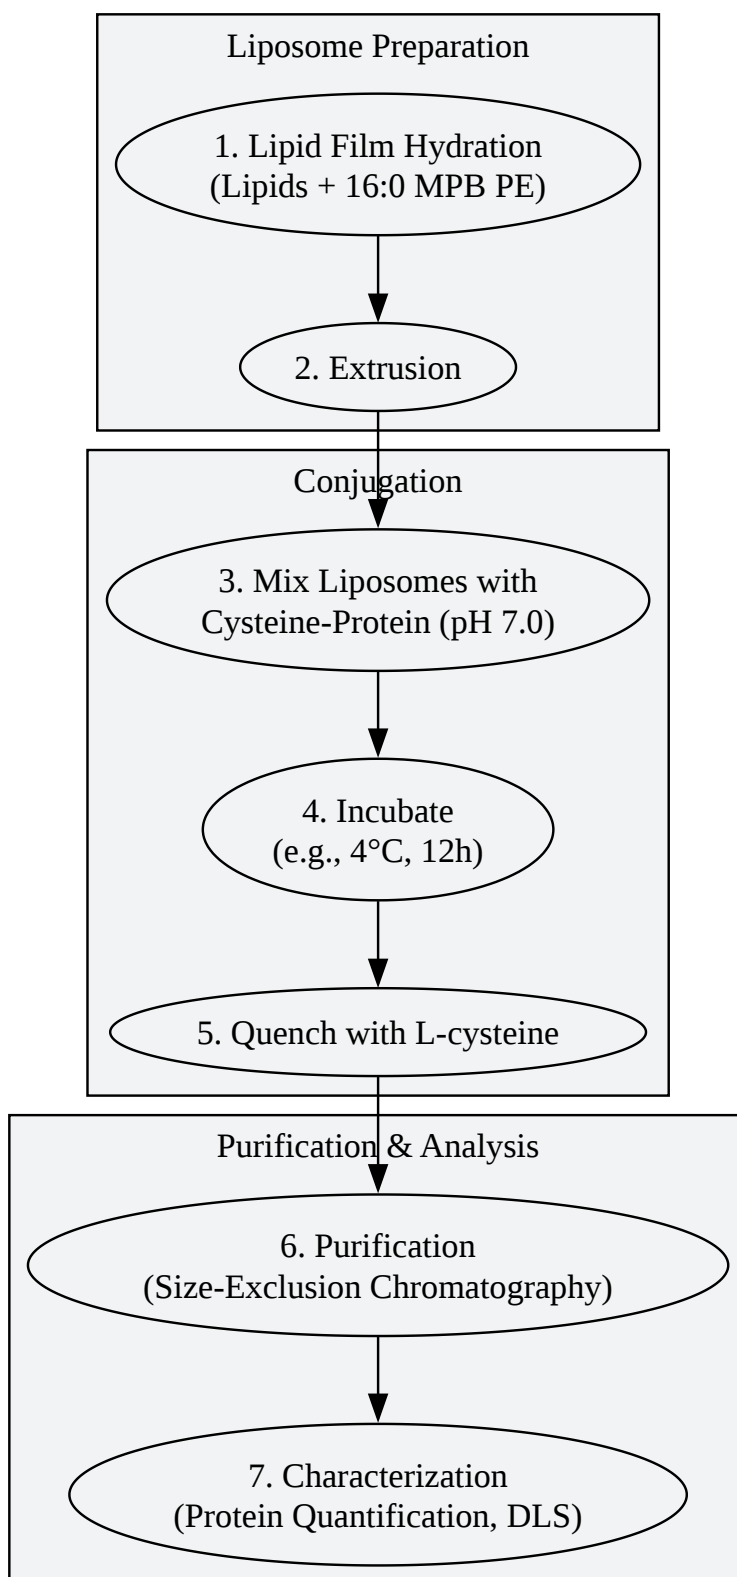 Liposome Preparation
1. Lipid Film Hydration
(Lipids + 16:0 MPB PE)
2. Extrusion
Conjugation
3. Mix Liposomes with
Cysteine-Protein (pH 7.0)
4. Incubate
(e.g., 4°C, 12h)
5. Quench with L-cysteine
Purification & Analysis
6. Purification
(Size-Exclusion Chromatography)
7. Characterization
(Protein Quantification, DLS)